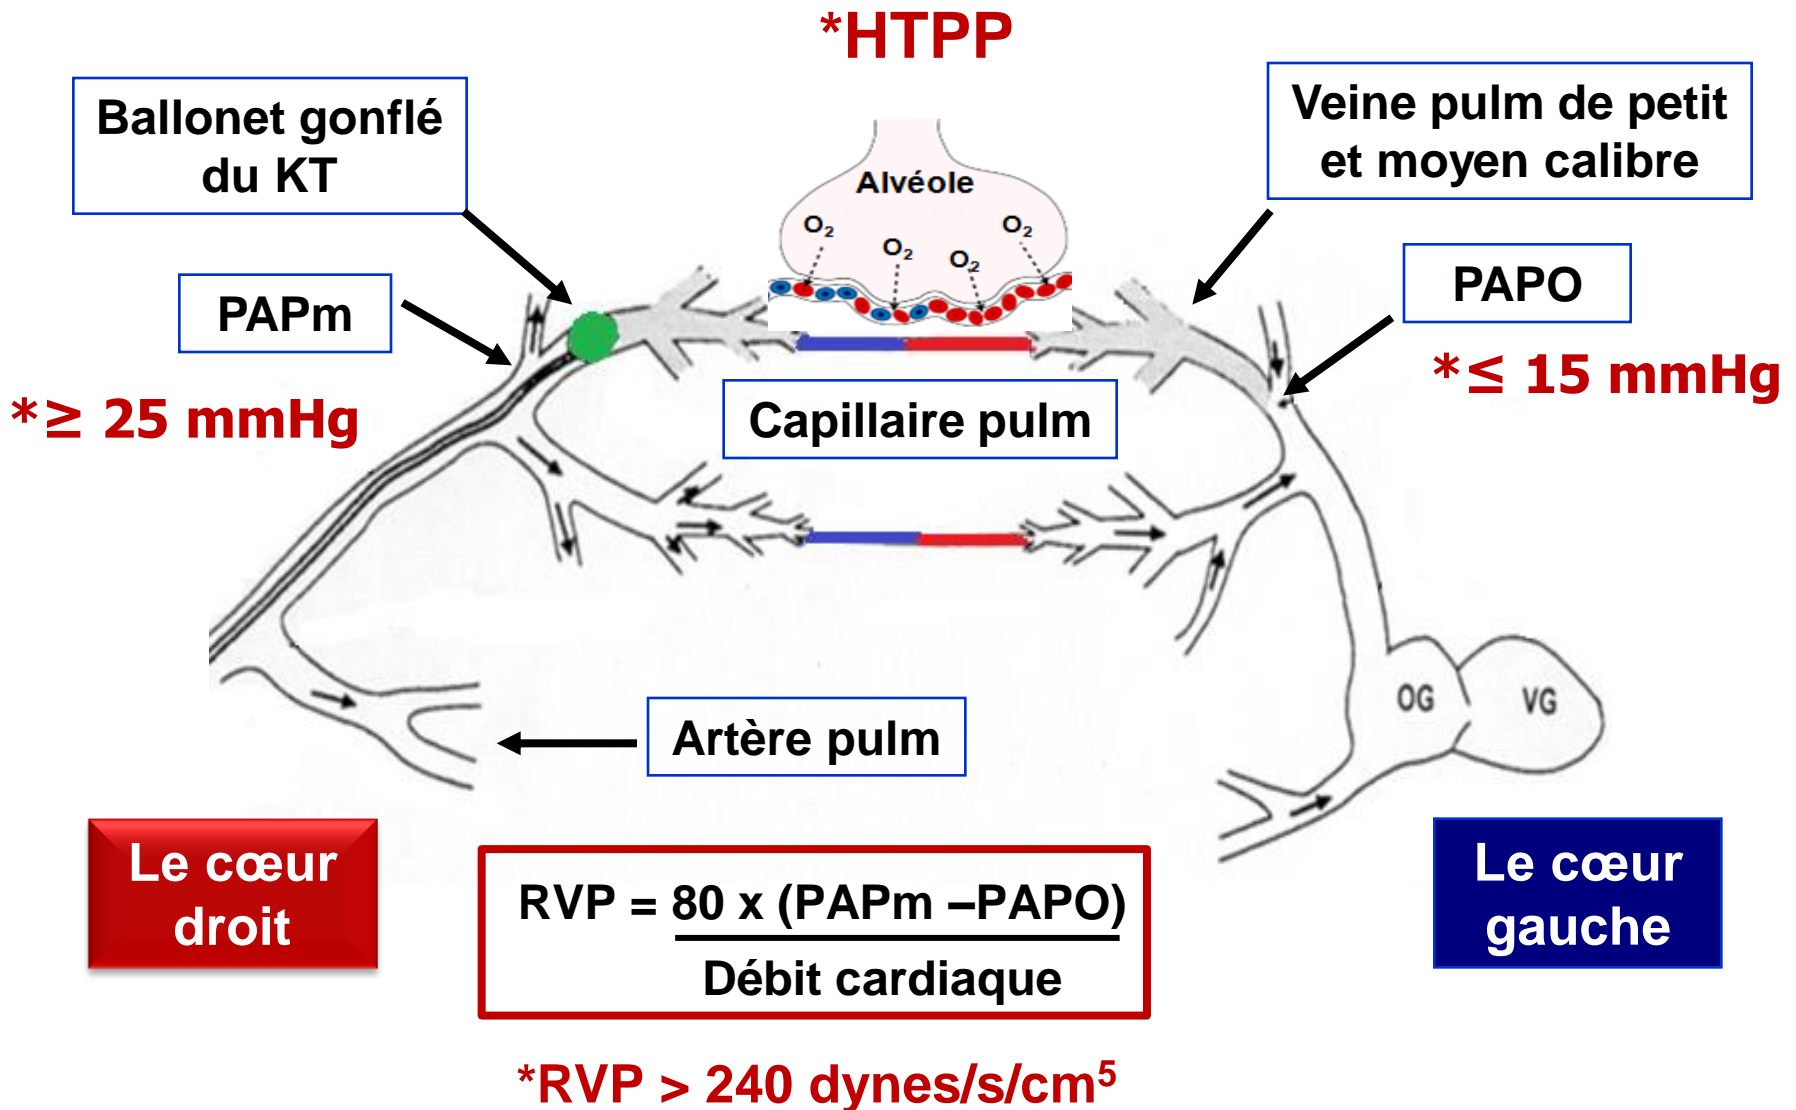 *HTPP
Ballonet gonflé
du KT
Veine pulm de petit
et moyen calibre
Alvéole
O₂
O₂
O₂
O₂
PAPm
PAPO
*≥ 25 mmHg
*≤ 15 mmHg
Capillaire pulm
OG
VG
Artère pulm
Le cœur
droit
Le cœur
gauche
RVP = 80 x (PAPm –PAPO)
Débit cardiaque
*RVP > 240 dynes/s/cm⁵